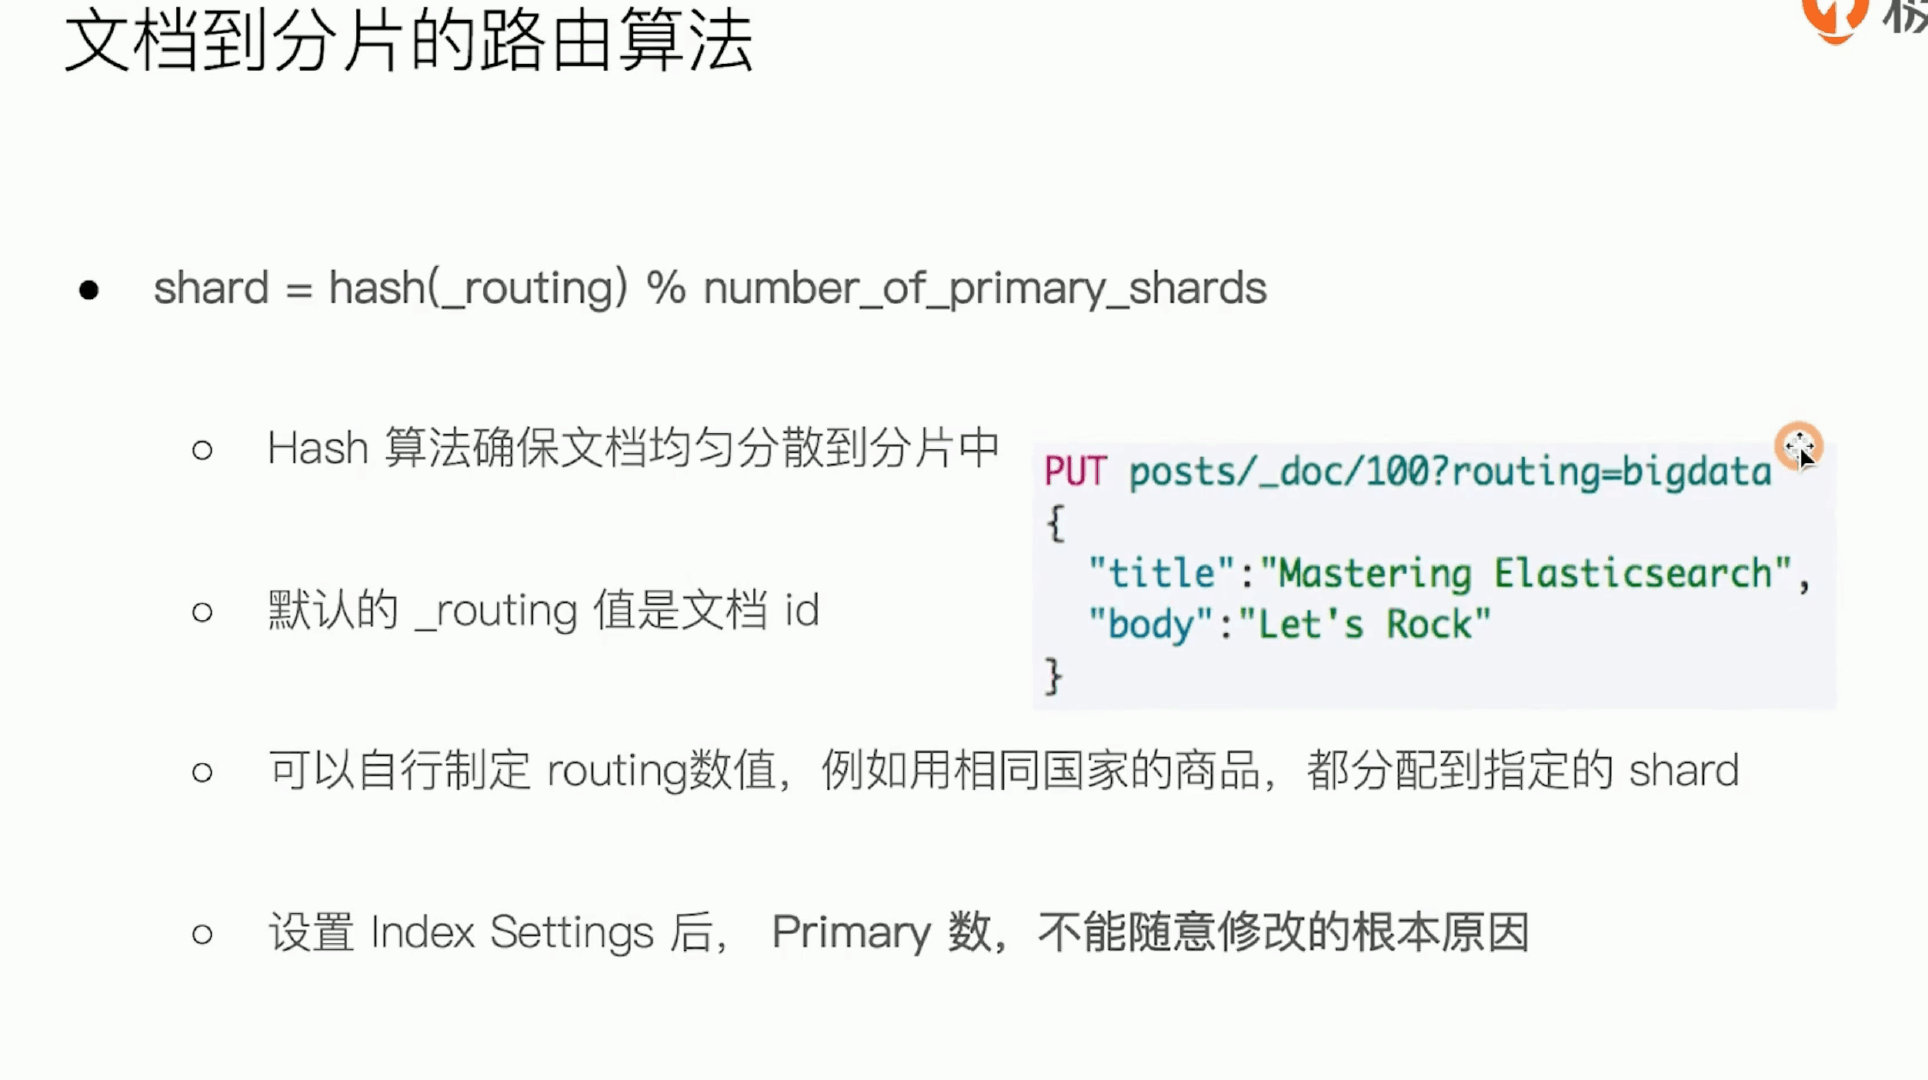 文档到分片的路由算法
shard = hash(_routing) % number_of_primary_shards
Hash 算法确保文档均匀分散到分片中
PUT posts/_doc/100?routing=bigdata
{
"title":"Mastering Elasticsearch",
"body":"Let's Rock"
}
默认的 _routing 值是文档 id
可以自行制定 routing数值，例如用相同国家的商品，都分配到指定的 shard
设置 Index Settings 后， Primary 数，不能随意修改的根本原因